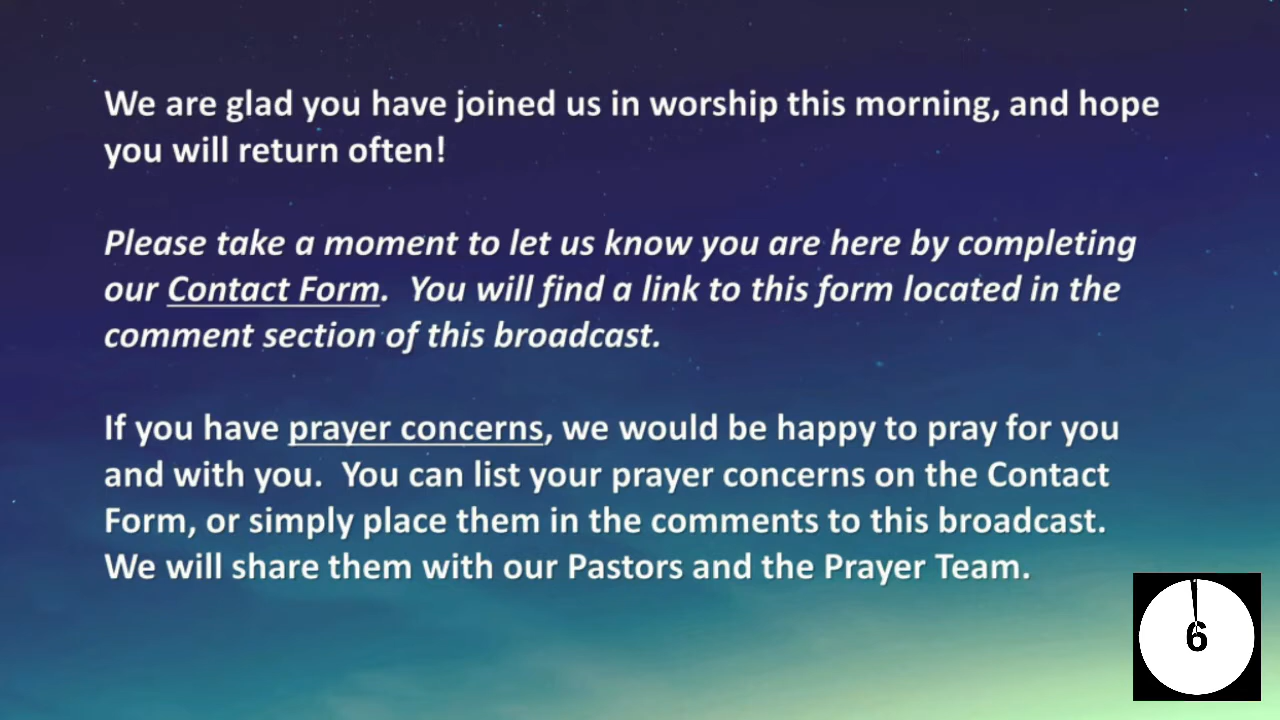 We are glad you have joined us in worship this morning, and hope
you will return often!
Please take a moment to let us know you are here by completing
our Contact Form.  You will find a link to this form located in the
comment section of this broadcast.
If you have prayer concerns, we would be happy to pray for you
and with you.  You can list your prayer concerns on the Contact
Form, or simply place them in the comments to this broadcast.
We will share them with our Pastors and the Prayer Team.
6